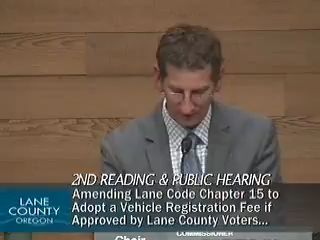 COMMISSIONER
2ND READING & PUBLIC HEARING
LANE
COUNTY
OREGON
Amending Lane Code Chapter 15 to
Adopt a Vehicle Registration Fee if
Approved by Lane County Voters...
Chair